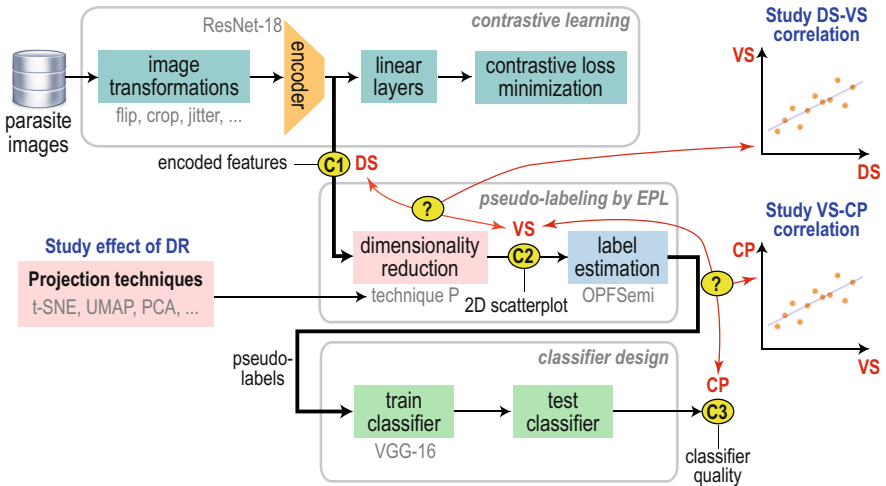 contrastive learning
ResNet-18
image
transformations
encoder
linear
layers
contrastive loss
minimization
flip, crop, jitter, ...
parasite
images
encoded features
C1
DS
Study DS-VS
correlation
VS
DS
pseudo-labeling by EPL
?
VS
dimensionality
reduction
C2
label
estimation
technique P
2D scatterplot
OPFSemi
Study effect of DR
Projection techniques
t-SNE, UMAP, PCA, ...
Study VS-CP
correlation
CP
?
VS
pseudo-
labels
classifier design
CP
train
classifier
test
classifier
C3
VGG-16
classifier
quality